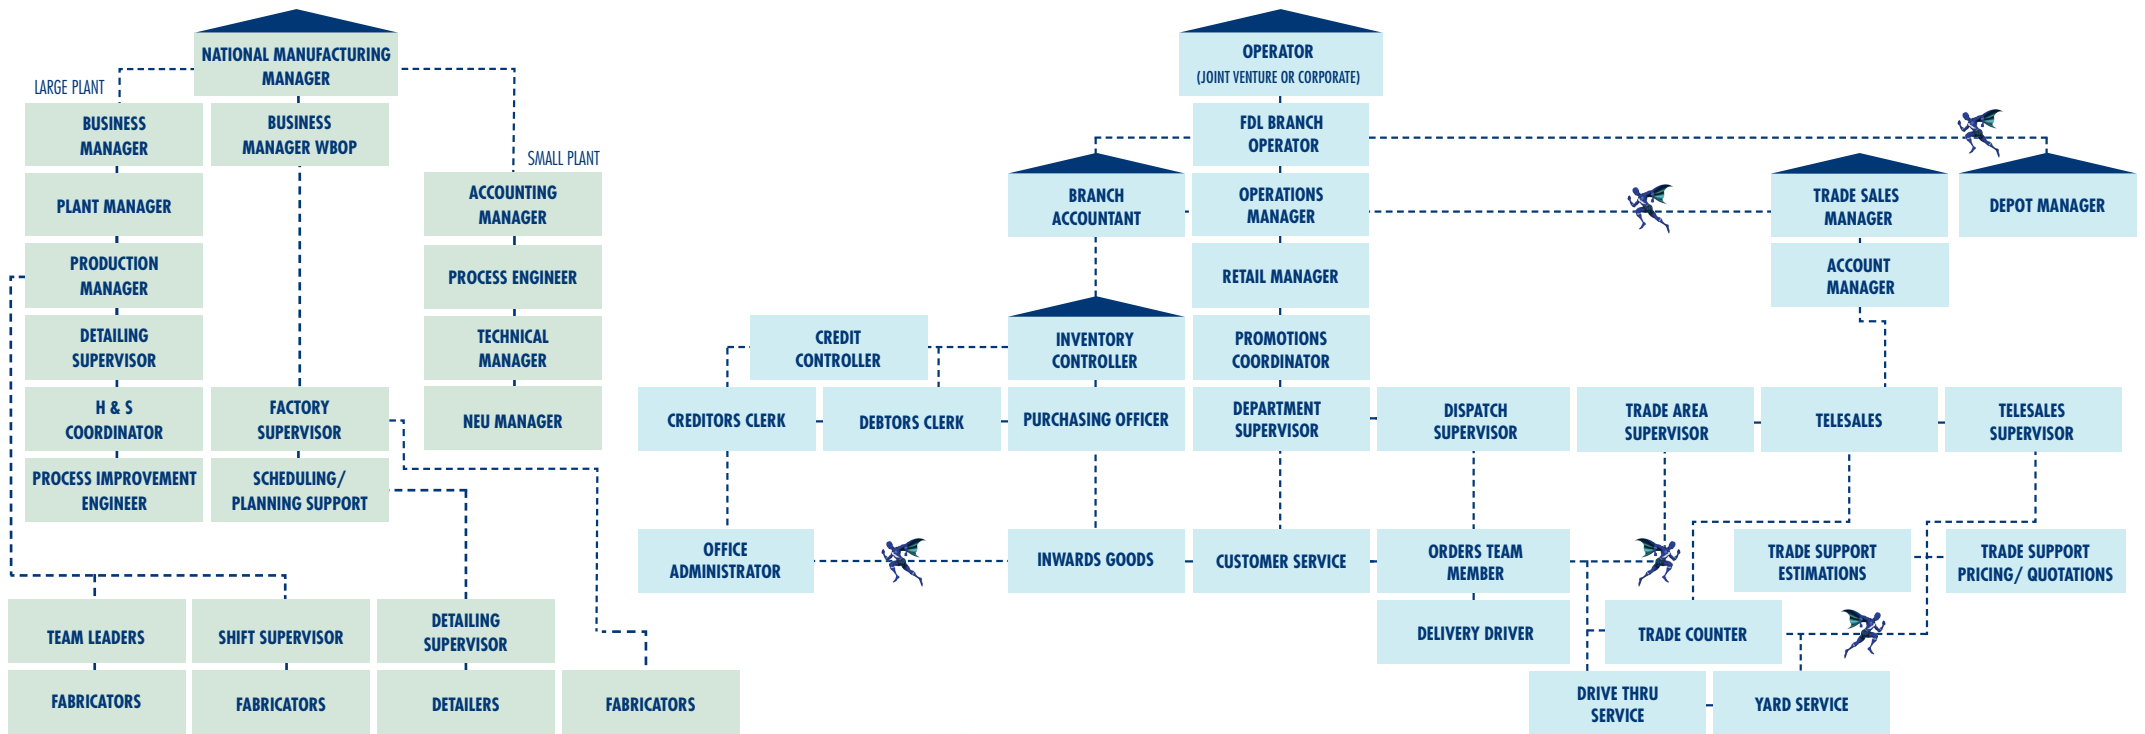 NATIONAL MANUFACTURING
MANAGER
LARGE PLANT
BUSINESS
MANAGER
BUSINESS
MANAGER WBOP
SMALL PLANT
PLANT MANAGER
ACCOUNTING
MANAGER
PRODUCTION
MANAGER
PROCESS ENGINEER
DETAILING
SUPERVISOR
TECHNICAL
MANAGER
H & S
COORDINATOR
FACTORY
SUPERVISOR
NEU MANAGER
PROCESS IMPROVEMENT
ENGINEER
SCHEDULING/
PLANNING SUPPORT
TEAM LEADERS
SHIFT SUPERVISOR
DETAILING
SUPERVISOR
FABRICATORS
FABRICATORS
DETAILERS
FABRICATORS
OPERATOR
(JOINT VENTURE OR CORPORATE)
FDL BRANCH
OPERATOR
BRANCH
ACCOUNTANT
OPERATIONS
MANAGER
TRADE SALES
MANAGER
DEPOT MANAGER
RETAIL MANAGER
ACCOUNT
MANAGER
CREDIT
CONTROLLER
INVENTORY
CONTROLLER
PROMOTIONS
COORDINATOR
CREDITORS CLERK
DEBTORS CLERK
PURCHASING OFFICER
DEPARTMENT
SUPERVISOR
DISPATCH
SUPERVISOR
TRADE AREA
SUPERVISOR
TELESALES
TELESALES
SUPERVISOR
OFFICE
ADMINISTRATOR
INWARDS GOODS
CUSTOMER SERVICE
ORDERS TEAM
MEMBER
TRADE SUPPORT
ESTIMATIONS
TRADE SUPPORT
PRICING/ QUOTATIONS
DELIVERY DRIVER
TRADE COUNTER
DRIVE THRU
SERVICE
YARD SERVICE